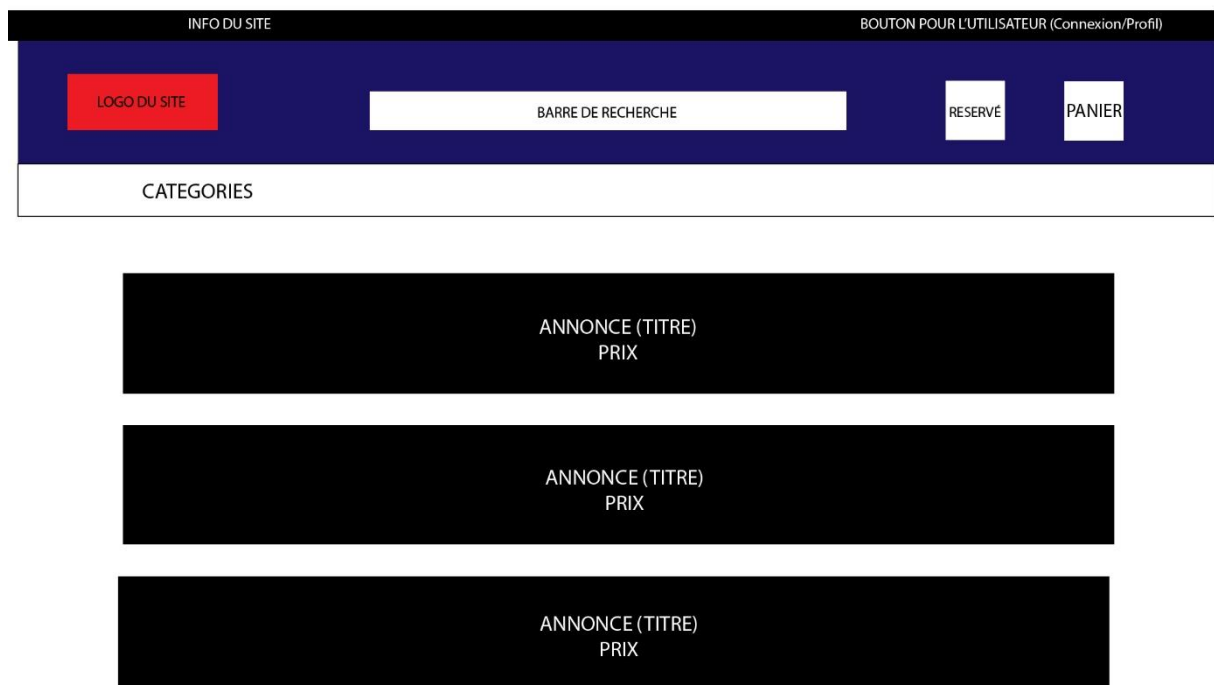 INFO DU SITE
BOUTON POUR L'UTILISATEUR (Connexion/Profil)
LOGO DU SITE
BARRE DE RECHERCHE
RESERVÉ
PANIER
CATEGORIES
ANNONCE (TITRE)
PRIX
ANNONCE (TITRE)
PRIX
ANNONCE (TITRE)
PRIX